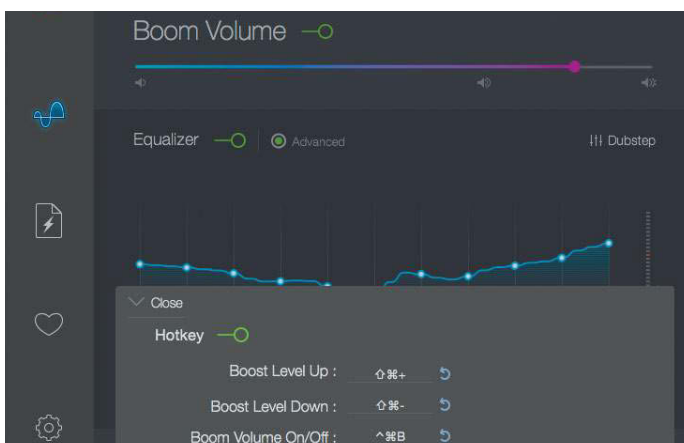 Boom Volume
Equalizer Advanced Dubstep
Close
Hotkey
Boost Level Up : ⇧⌘+
Boost Level Down : ⇧⌘-
Boom Volume On/Off : ^⌘B